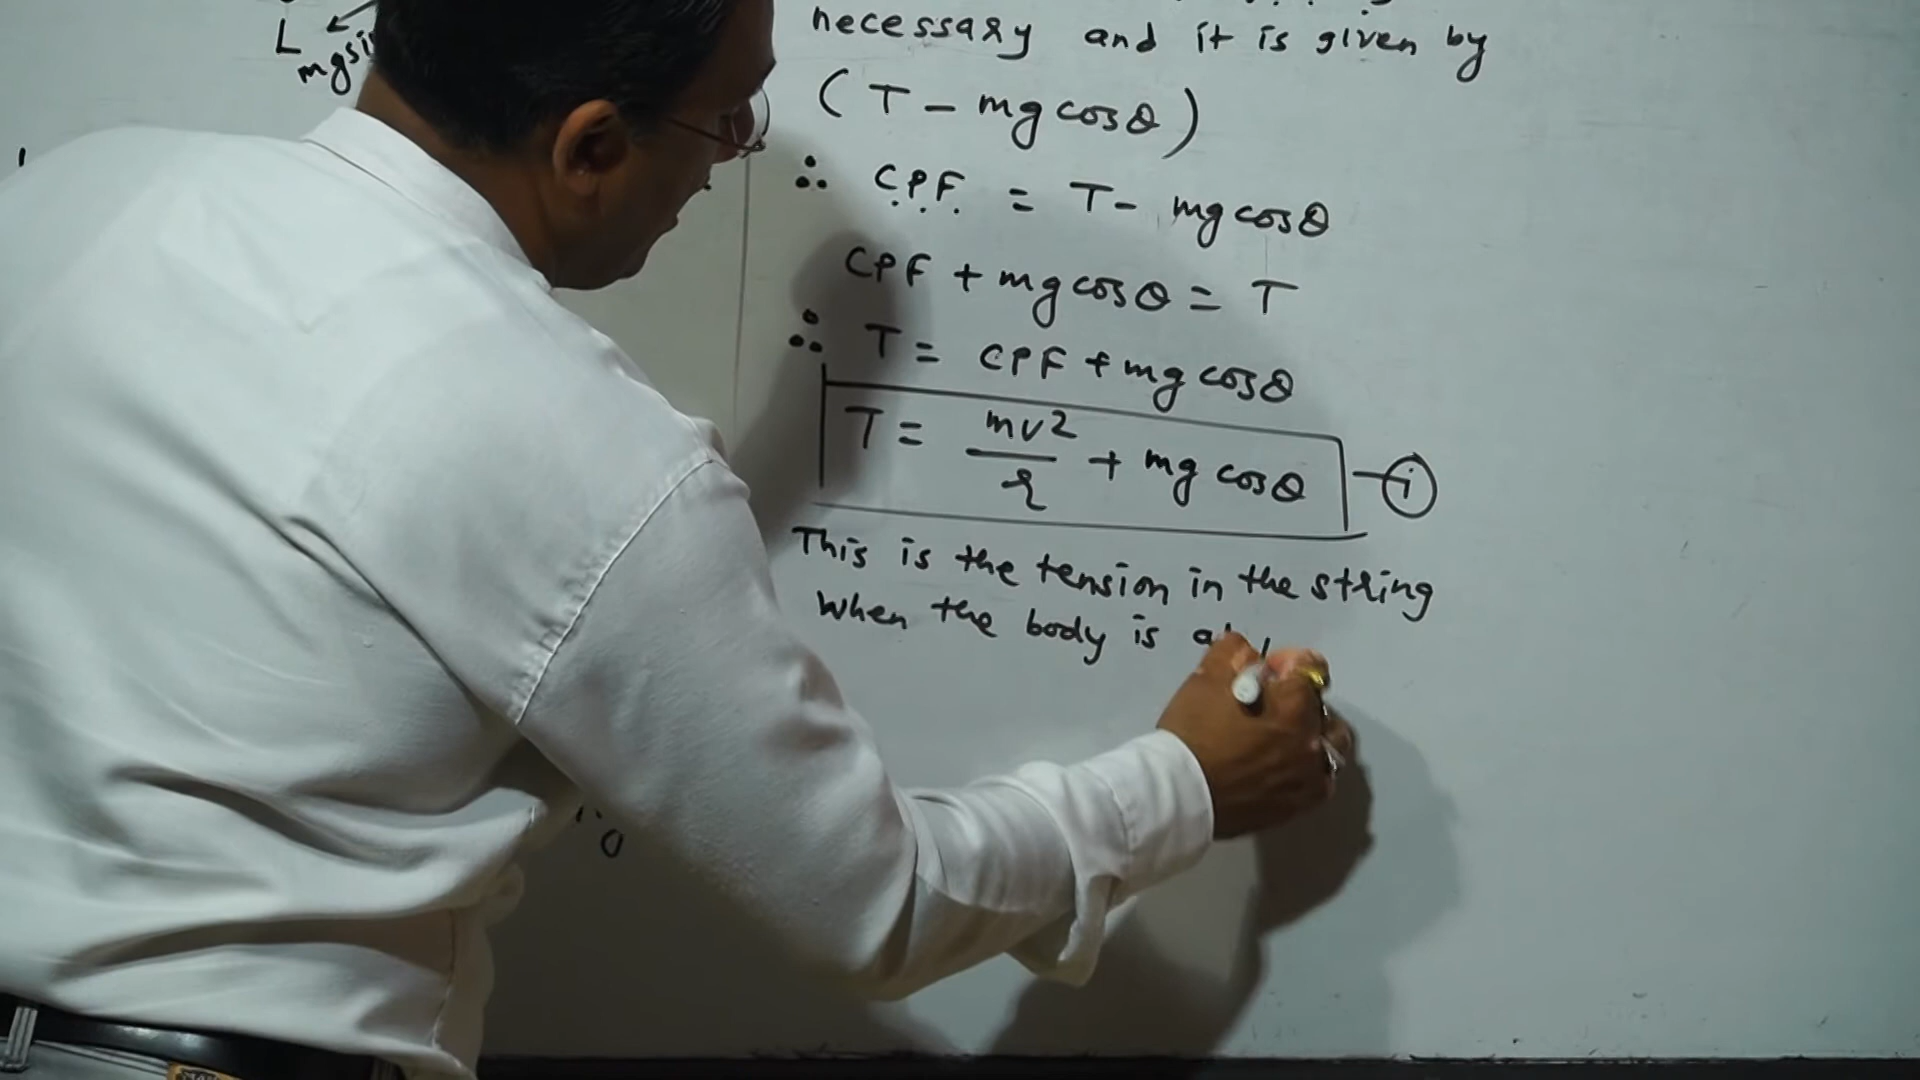 L
necessary and it is given by
(T - mg cosθ)
∴ CPF = T - mg cosθ
CPF + mg cosθ = T
∴ T = CPF + mg cosθ
T = mv²/r + mg cosθ — (i)
This is the tension in the string
When the body is